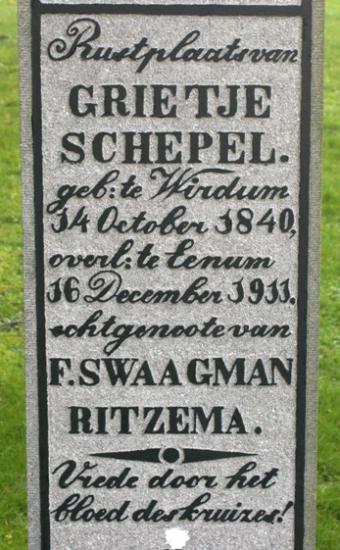 Rustplaats van
GRIETJE
SCHEPEL.
geb: te Wirdum
14 October 1840,
overl: te Eenum
16 December 1911.
echtgenoote van
F. SWAAGMAN
RITZEMA.
Vrede door het
bloed des kruizes!